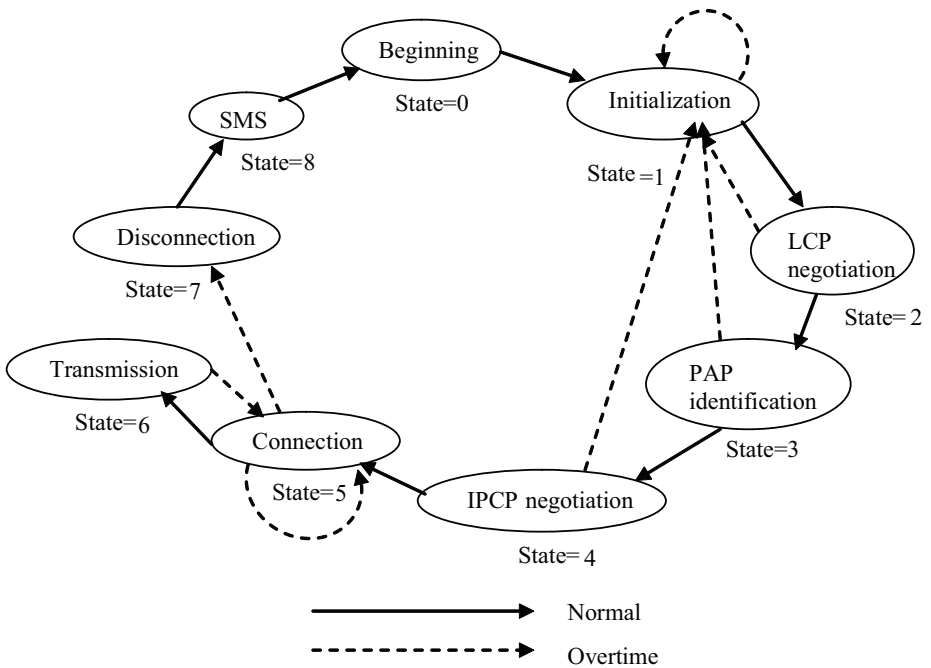 Beginning
State=0
Initialization
State=1
SMS
State=8
LCP
negotiation
State=2
Disconnection
State=7
PAP
identification
State=3
Transmission
State=6
Connection
State=5
IPCP negotiation
State=4
Normal
Overtime